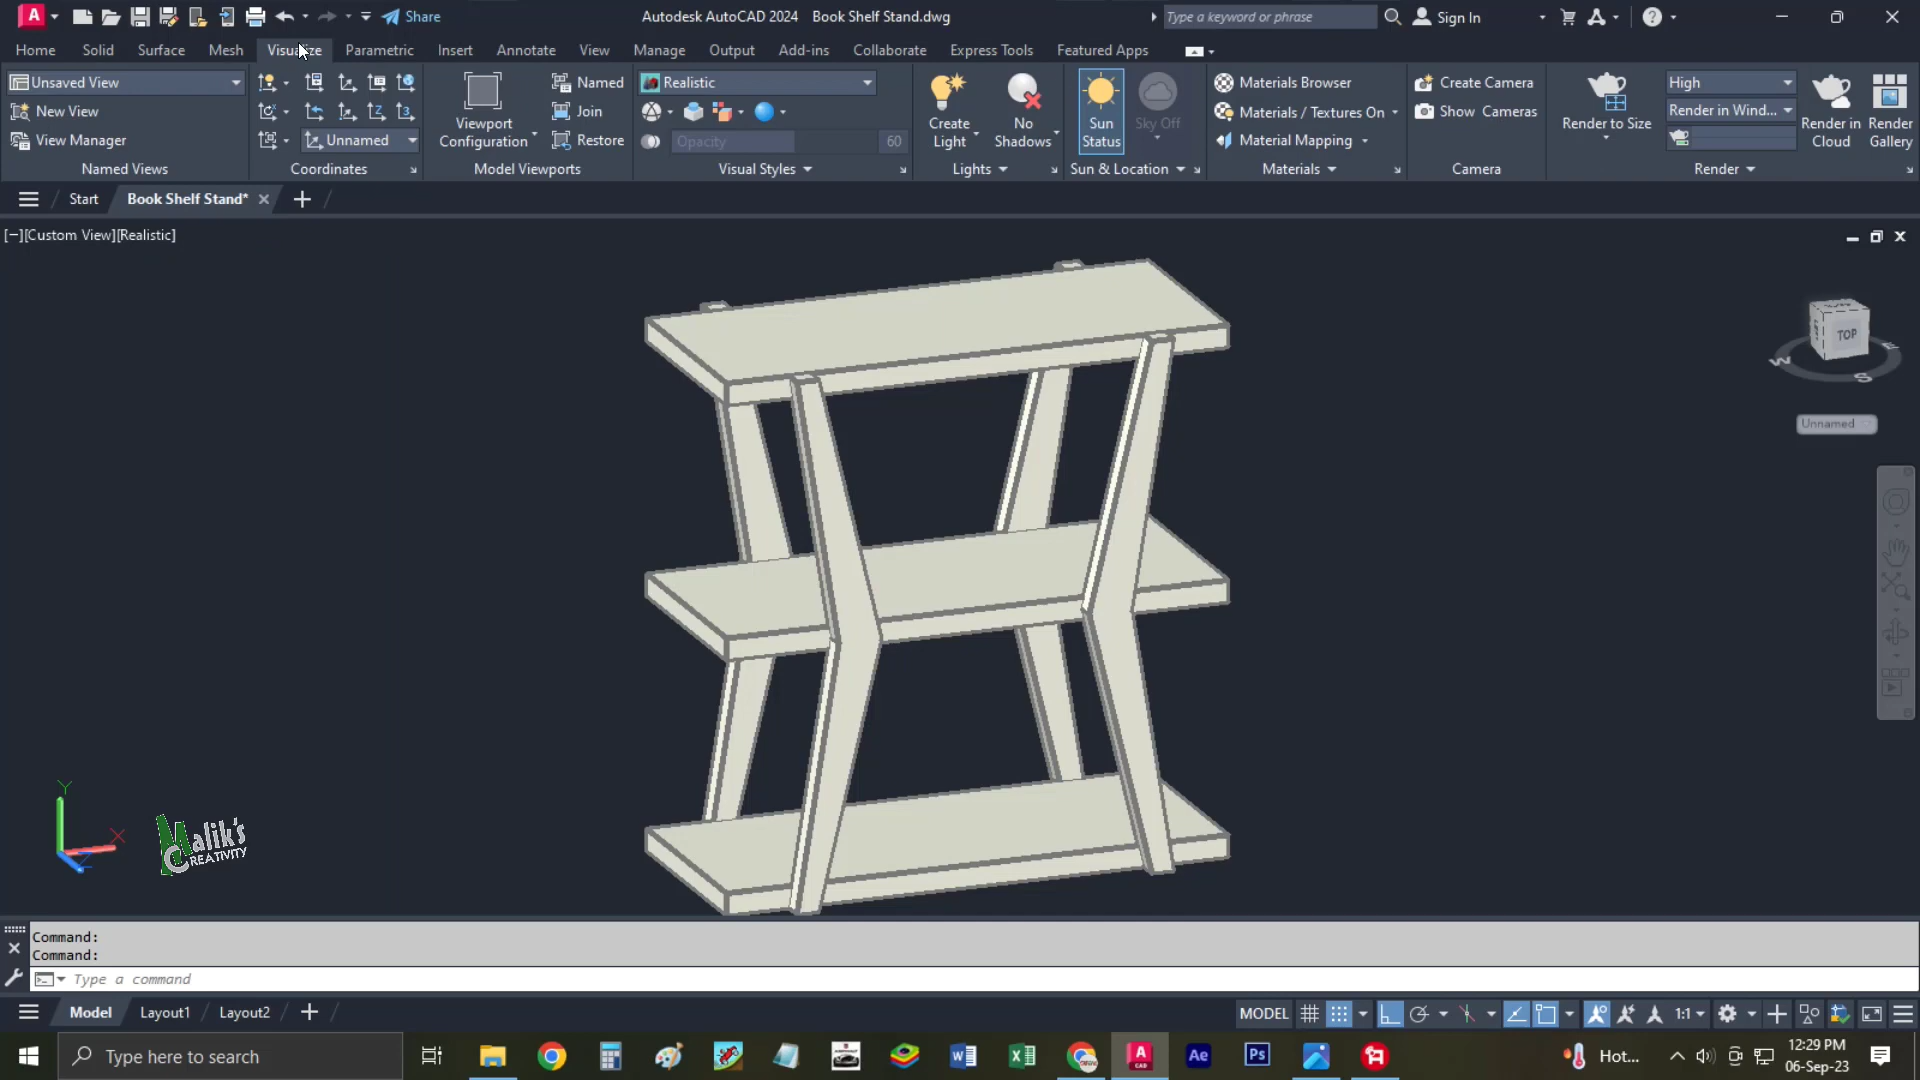 Share
Autodesk AutoCAD 2024 Book Shelf Stand.dwg
Type a keyword or phrase
Sign In
Home Solid Surface Mesh Visualize Parametric Insert Annotate View Manage Output Add-ins Collaborate Express Tools Featured Apps
Unsaved View
New View
View Manager
Named Views
Unnamed
Coordinates
Viewport
Configuration
Named
Join
Restore
Model Viewports
Realistic
Opacity 60
Visual Styles
Create
Light
No
Shadows
Lights
Sun
Status
Sky Off
Sun & Location
Materials Browser
Materials / Textures On
Material Mapping
Materials
Create Camera
Show Cameras
Camera
Render to Size
High
Render in Wind...
Render in
Cloud
Render
Gallery
Render
Start Book Shelf Stand*
[−][Custom View][Realistic]
TOP
W S E
Unnamed
Y
X
Z
Malik's
CREATIVITY
Command:
Command:
Type a command
Model Layout1 Layout2
MODEL 1:1
Type here to search
Hot...
12:29 PM
06-Sep-23